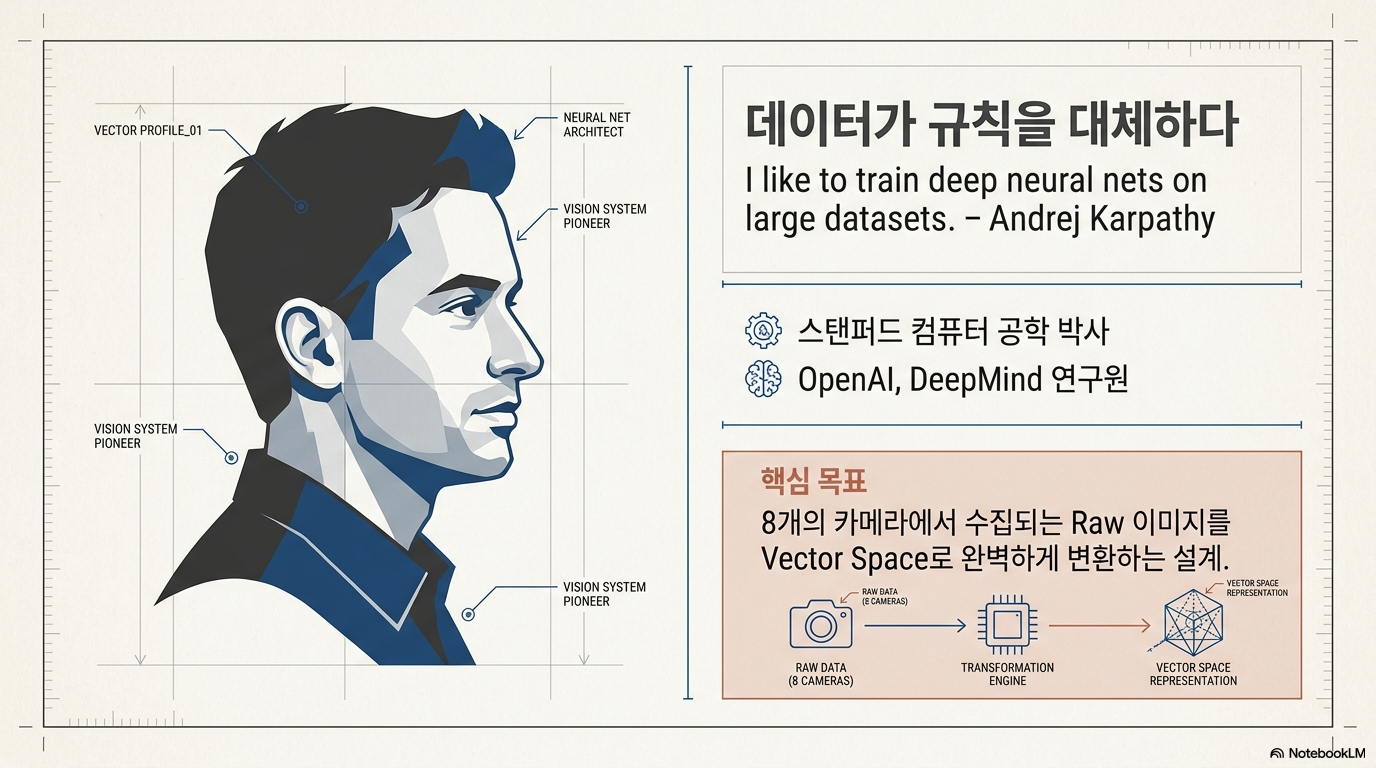 VECTOR PROFILE_01
NEURAL NET
ARCHITECT
VISION SYSTEM
PIONEER
VISION SYSTEM
PIONEER
VISION SYSTEM
PIONEER
데이터가 규칙을 대체하다
I like to train deep neural nets on
large datasets. – Andrej Karpathy
스탠퍼드 컴퓨터 공학 박사
OpenAI, DeepMind 연구원
핵심 목표
8개의 카메라에서 수집되는 Raw 이미지를
Vector Space로 완벽하게 변환하는 설계.
RAW DATA
(8 CAMERAS)
VECTOR SPACE
REPRESENTATION
RAW DATA
(8 CAMERAS)
TRANSFORMATION
ENGINE
VECTOR SPACE
REPRESENTATION
NotebookLM